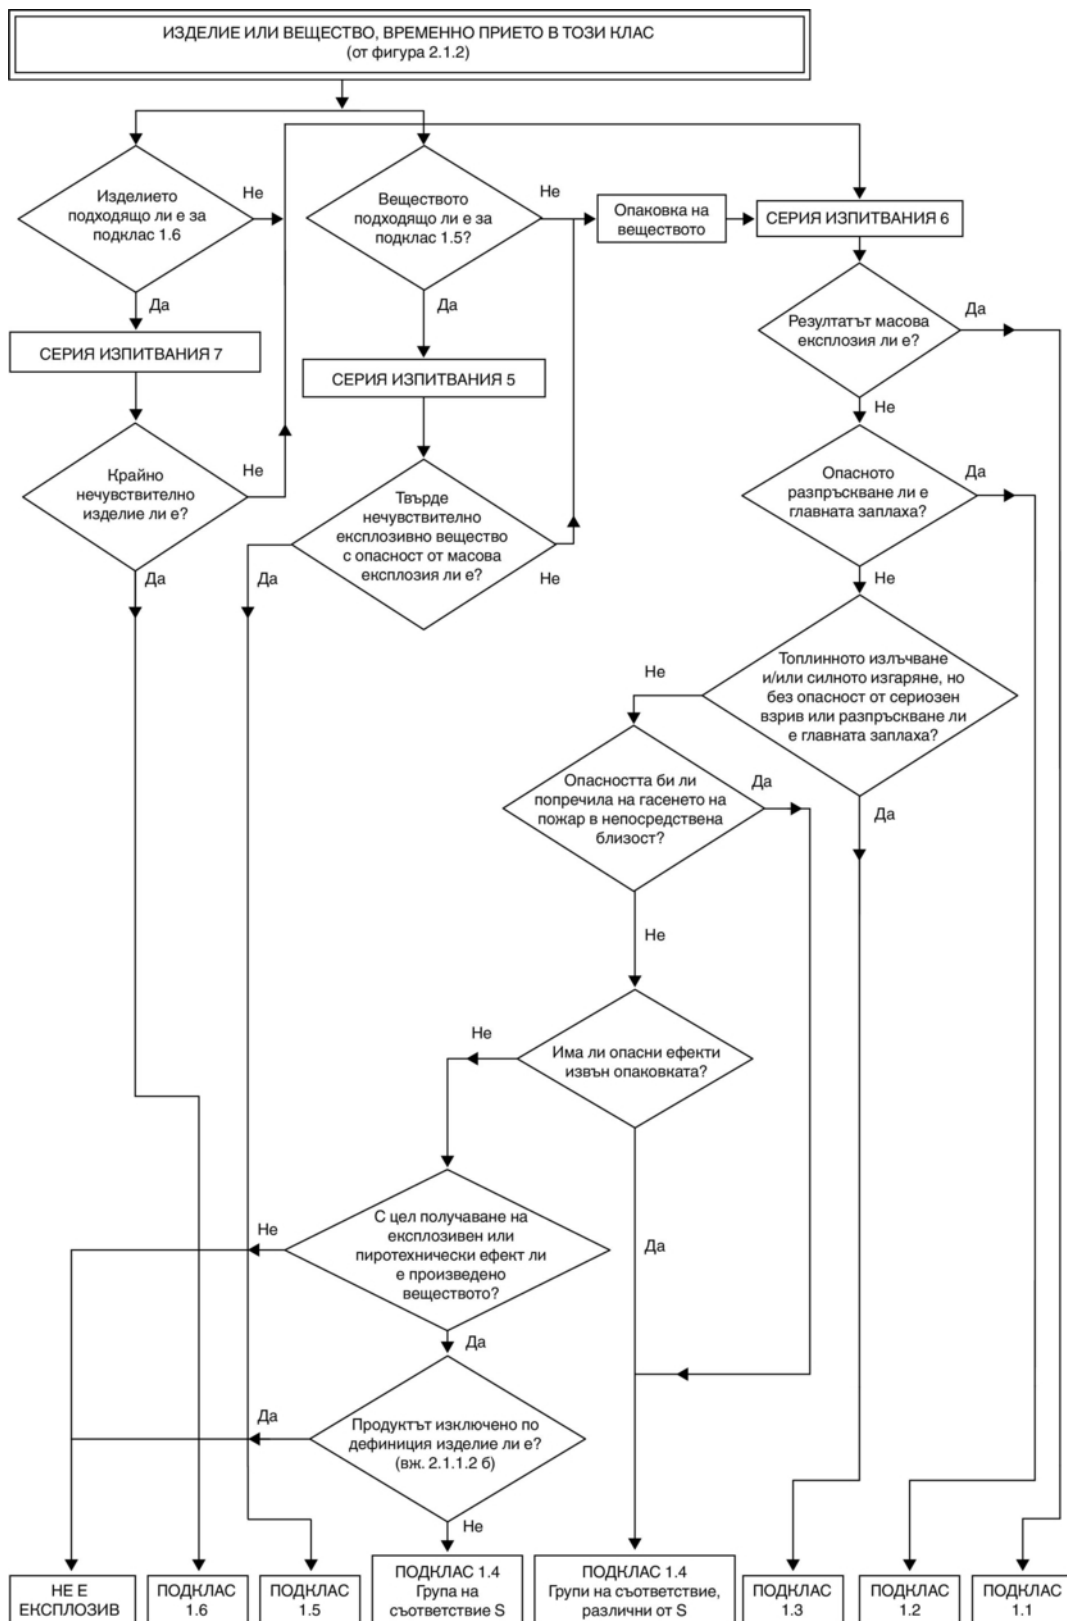 ИЗДЕЛИЕ ИЛИ ВЕЩЕСТВО, ВРЕМЕННО ПРИЕТО В ТОЗИ КЛАС
(от фигура 2.1.2)
Изделието
подходящо ли е за
подклас 1.6
Не
Да
Веществото
подходящо ли е за
подклас 1.5?
Не
Да
Опаковка на
веществото
СЕРИЯ ИЗПИТВАНИЯ 6
СЕРИЯ ИЗПИТВАНИЯ 7
СЕРИЯ ИЗПИТВАНИЯ 5
Резултатът масова
експлозия ли е?
Да
Не
Крайно
нечувствително
изделие ли е?
Не
Да
Твърде
нечувствително
експлозивно вещество
с опасност от масова
експлозия ли е?
Да
Не
Опасното
разпръскване ли е
главната заплаха?
Да
Не
Топлинното излъчване
и/или силното изгаряне, но
без опасност от сериозен
взрив или разпръскване ли
е главната заплаха?
Не
Да
Опасността би ли
попречила на гасенето на
пожар в непосредствена
близост?
Да
Не
Има ли опасни ефекти
извън опаковката?
Не
Да
С цел получаване на
експлозивен или
пиротехнически ефект ли
е произведено
веществото?
Не
Да
Продуктът изключено по
дефиниция изделие ли е?
(вж. 2.1.1.2 б)
Да
Не
НЕ Е
ЕКСПЛОЗИВ
ПОДКЛАС
1.6
ПОДКЛАС
1.5
ПОДКЛАС 1.4
Група на
съответствие S
ПОДКЛАС 1.4
Групи на съответствие,
различни от S
ПОДКЛАС
1.3
ПОДКЛАС
1.2
ПОДКЛАС
1.1